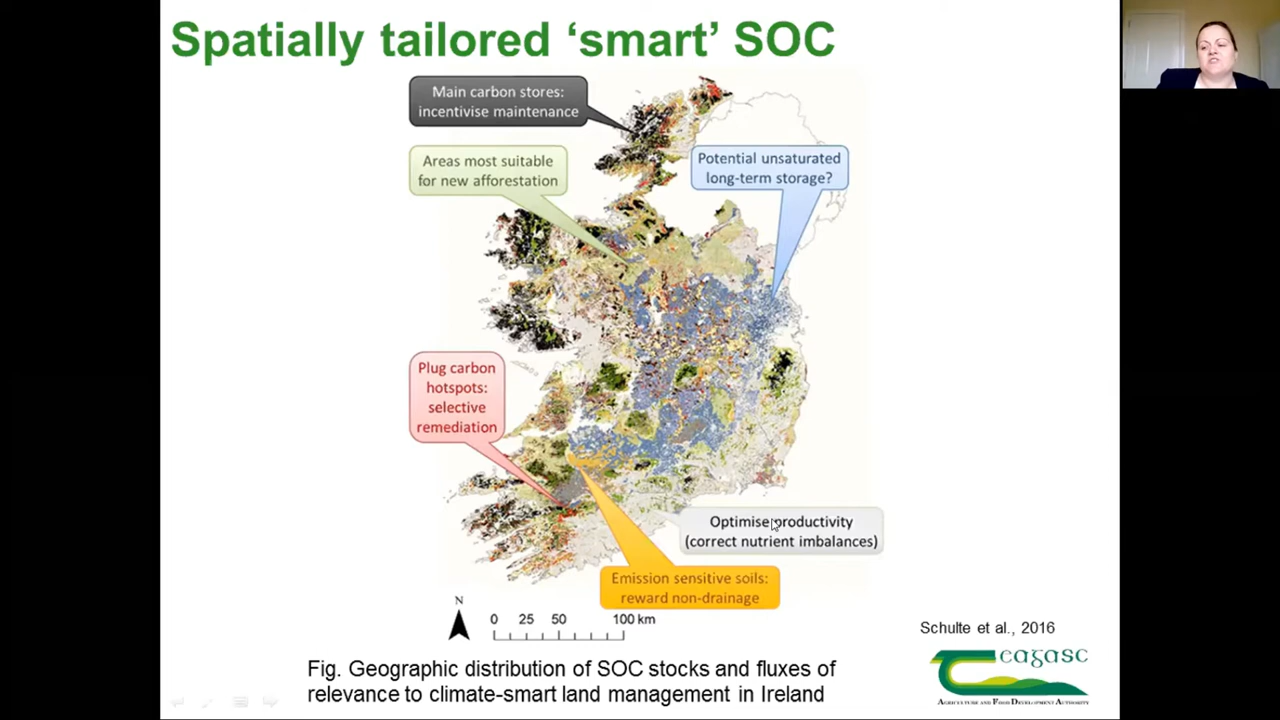 Spatially tailored ‘smart’ SOC
Main carbon stores:
incentivise maintenance
Areas most suitable
for new afforestation
Potential unsaturated
long-term storage?
Plug carbon
hotspots:
selective
remediation
Optimise productivity
(correct nutrient imbalances)
Emission sensitive soils:
reward non-drainage
N
0 25 50 100 km
Schulte et al., 2016
Fig. Geographic distribution of SOC stocks and fluxes of
relevance to climate-smart land management in Ireland
eagasc
AGRICULTURE AND FOOD DEVELOPMENT AUTHORITY